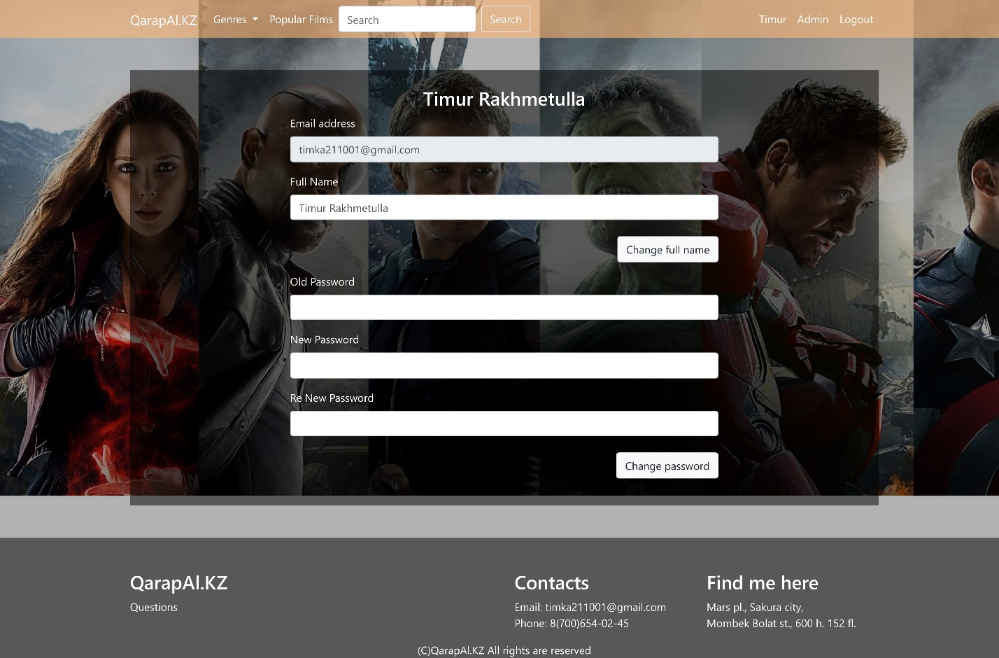 QarapAl.KZ Genres Popular Films Search Search Timur Admin Logout
Timur Rakhmetulla
Email address
timka211001@gmail.com
Full Name
Timur Rakhmetulla
Change full name
Old Password
New Password
Re New Password
Change password
QarapAl.KZ
Questions
Contacts
Email: timka211001@gmail.com
Phone: 8(700)654-02-45
Find me here
Mars pl., Sakura city,
Mombek Bolat st., 600 h. 152 fl.
(C)QarapAl.KZ All rights are reserved